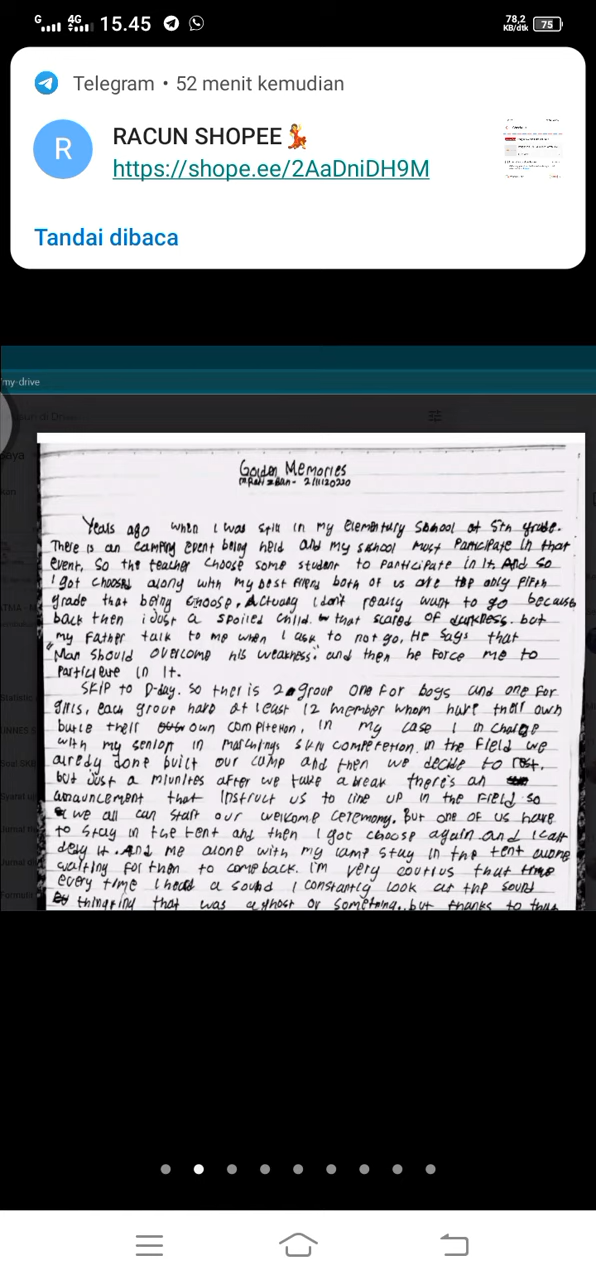 G 4G 15.45 78,2 KB/dtk 75
Telegram • 52 menit kemudian
R
RACUN SHOPEE💃
https://shope.ee/2AaDniDH9M
Tandai dibaca
/my-drive
Golden Memories
Years ago when I was still in my elementary School at 5th grade.
There is an camping event being held and my school must Participate in that
event, So the teacher choose some student to participate in it. And so
I got choosed along with my best friend both of us are the only fifth
grade that being choose. Actually I don't really want to go because
back then i Just a spoiled child that scared of darkness. but
my father talk to me when I ask to not go, He says that
"Man should overcome his weakness." and then he force me to
Participate in it.
Skip to D-day. So ther is 2 group one for boys and one for
girls, each group have at least 12 member whom have their own
own In my case I in charge
with my senior in in the field we
already done built our camp and then we decide to rest.
but Just a after we take a break there's an
that Instruct us to line up in the field so
we all can start our welcome ceremony. But one of us have
to stay in the tent and then I got choose again and I can't
deny it. And me alone with my lamp stay in the tent alone
waiting for them to come back. I'm very that time
every time I head a sound I constantly look at the sound
that was a ghost or something, but thanks to that